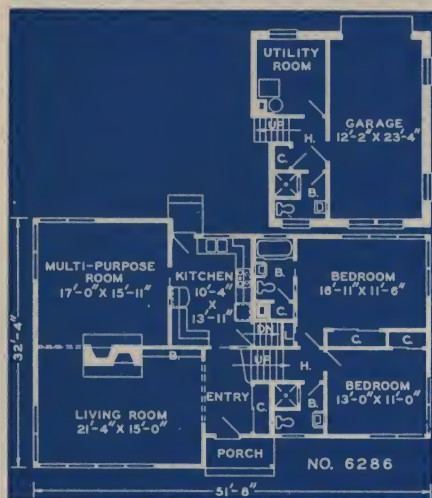 UTILITY
ROOM
GARAGE
12'-2" X 23'-4"
UP
H.
C.
B.
MULTI-PURPOSE
ROOM
17'-0" X 15'-11"
KITCHEN
10'-4"
X
13'-11"
B.
C.
BEDROOM
16'-11" X 11'-6"
32'-4"
DN.
C.
C.
B.
UP
H.
ENTRY
C.
B.
BEDROOM
13'-0" X 11'-0"
LIVING ROOM
21'-4" X 15'-0"
PORCH
NO. 6286
51'-8"